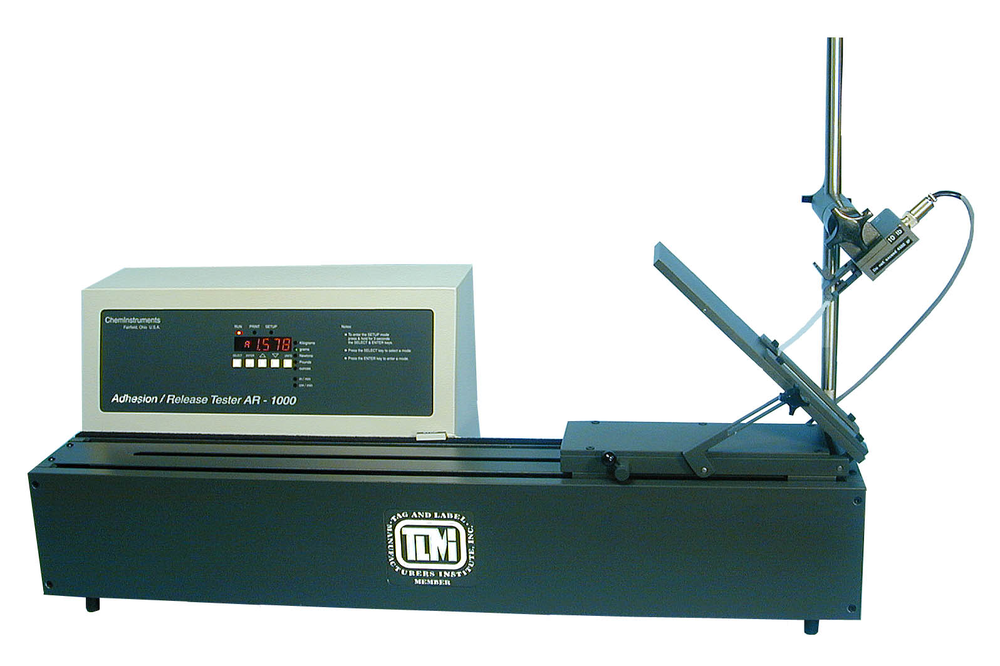 ChemInstruments
Fairfield, Ohio U.S.A.
RUN PRINT SETUP
A 1.578
Kilograms
grams
Newtons
Pounds
ounces
in / min
cm / min
SELECT ENTER UNITS
Notes
To enter the SETUP mode
press & hold for 3 seconds
the SELECT & ENTER keys
Press the SELECT key to select a mode
Press the ENTER key to enter a mode
Adhesion / Release Tester AR - 1000
10 lb
Do not exceed 4500
TAG AND LABEL
MANUFACTURERS INSTITUTE, INC.
TLMI
MEMBER